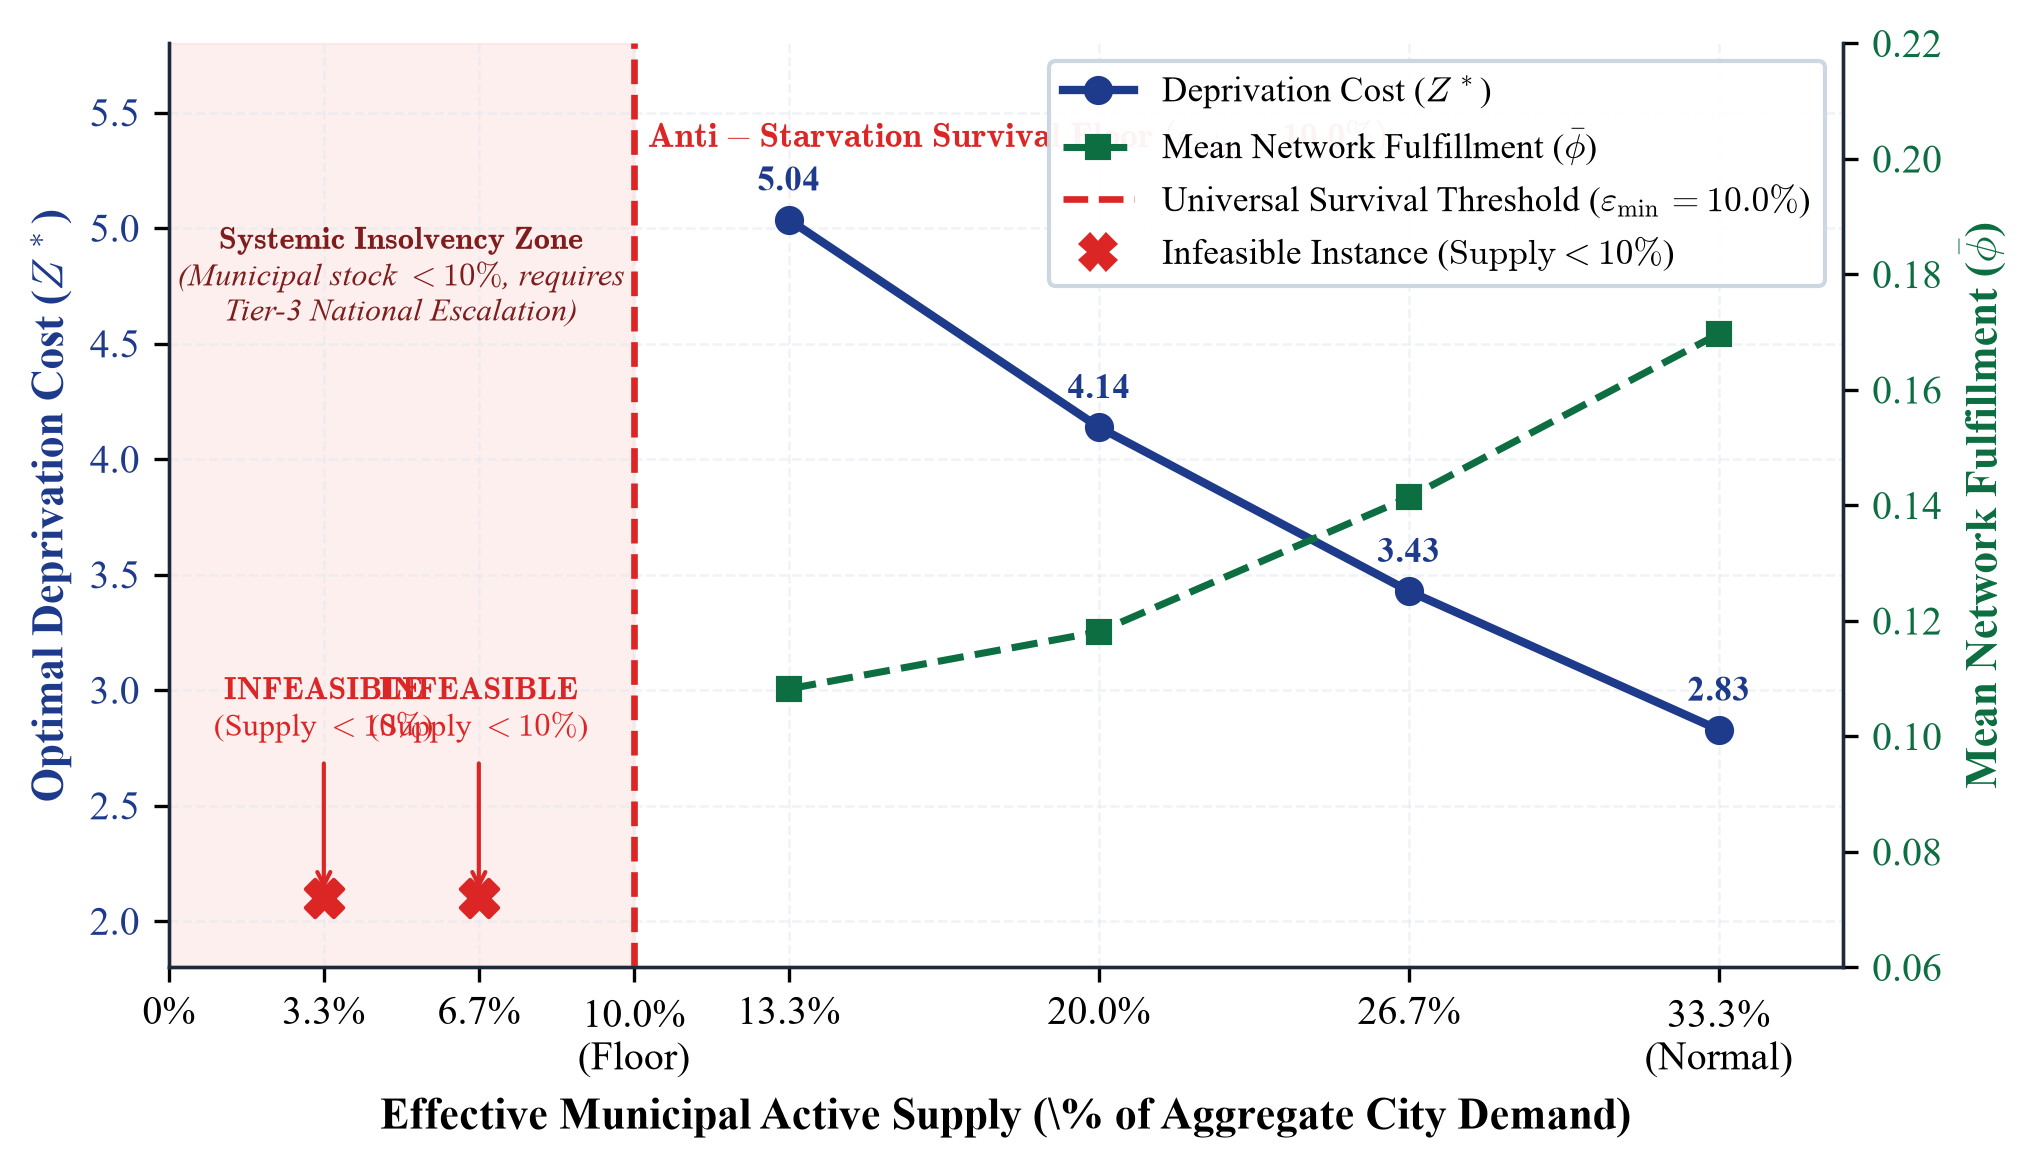 Deprivation Cost (Z*)
Mean Network Fulfillment (ϕ̄)
Universal Survival Threshold (ε_min = 10.0%)
Infeasible Instance (Supply < 10%)
Anti − Starvation Survival Floor
10.0%)
Systemic Insolvency Zone
(Municipal stock < 10%, requires
Tier-3 National Escalation)
5.04
4.14
3.43
2.83
INFEASIBLE
(Supply < 10%)
INFEASIBLE
(Supply < 10%)
Optimal Deprivation Cost (Z*)
5.5
5.0
4.5
4.0
3.5
3.0
2.5
2.0
Mean Network Fulfillment (ϕ̄)
0.22
0.20
0.18
0.16
0.14
0.12
0.10
0.08
0.06
0%
3.3%
6.7%
10.0%
(Floor)
13.3%
20.0%
26.7%
33.3%
(Normal)
Effective Municipal Active Supply (\% of Aggregate City Demand)